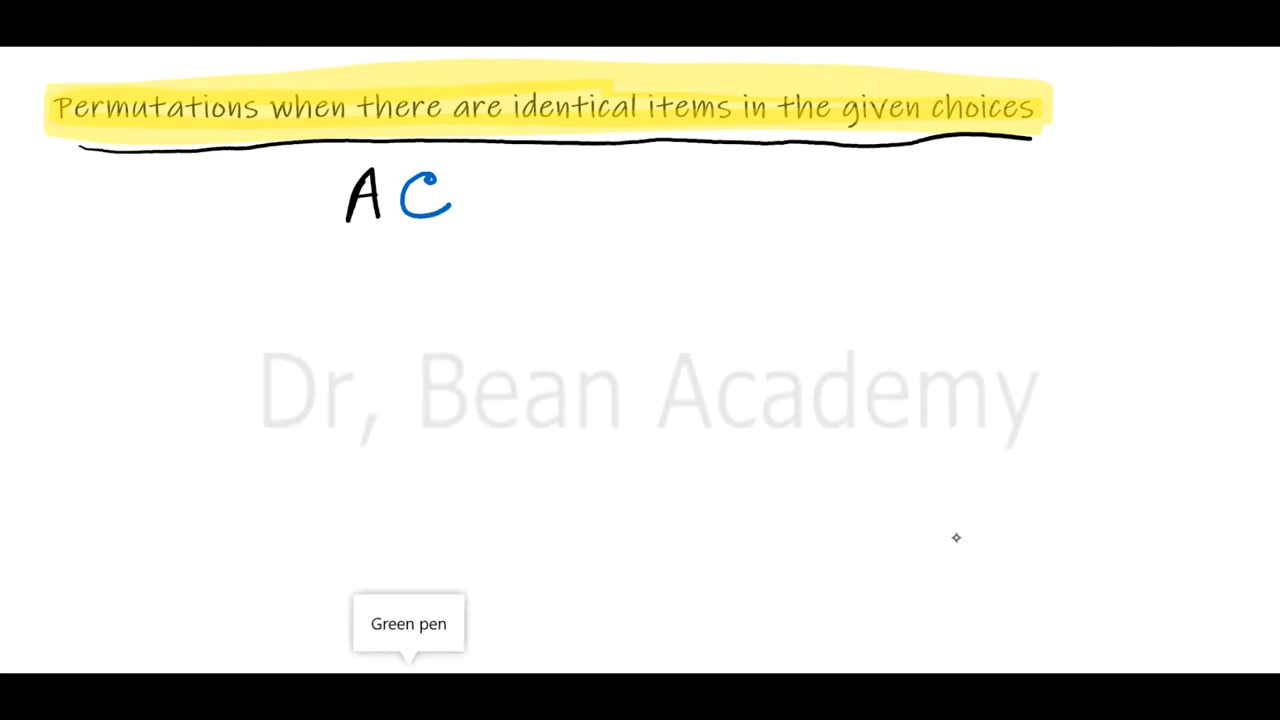 Permutations when there are identical items in the given choices
A C
Dr, Bean Academy
Green pen